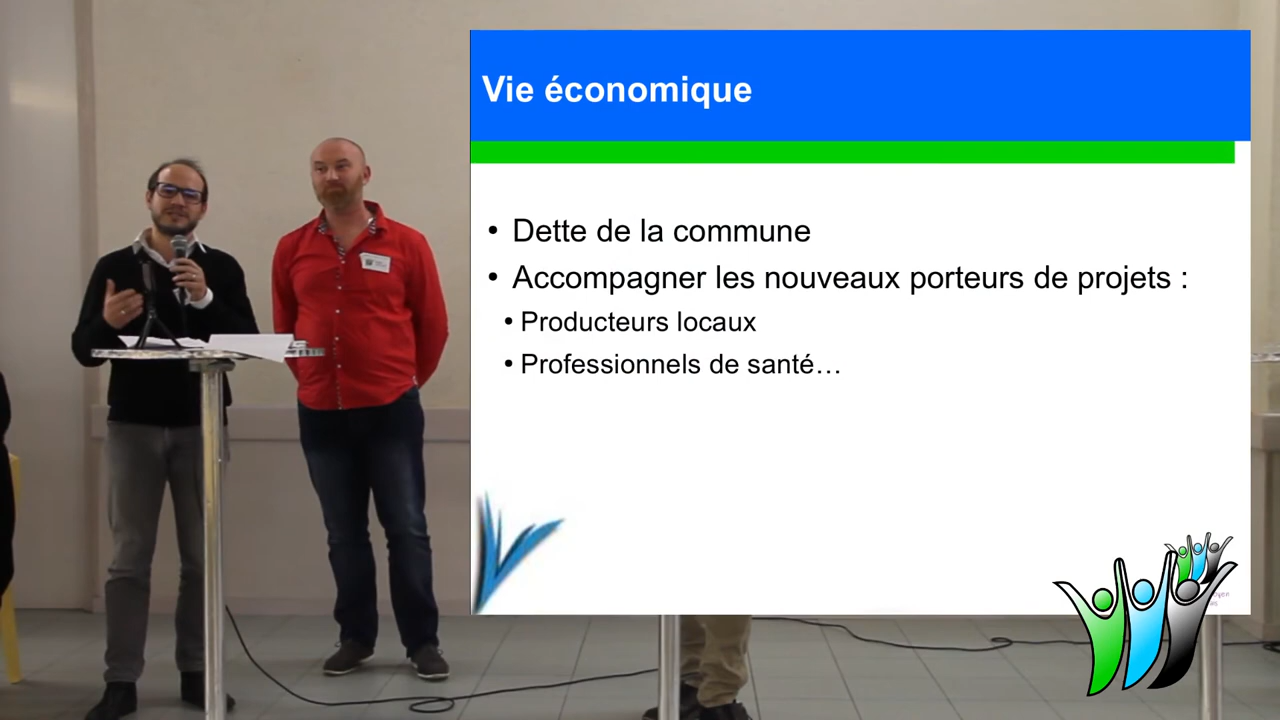 Vie économique
• Dette de la commune
• Accompagner les nouveaux porteurs de projets :
• Producteurs locaux
• Professionnels de santé…